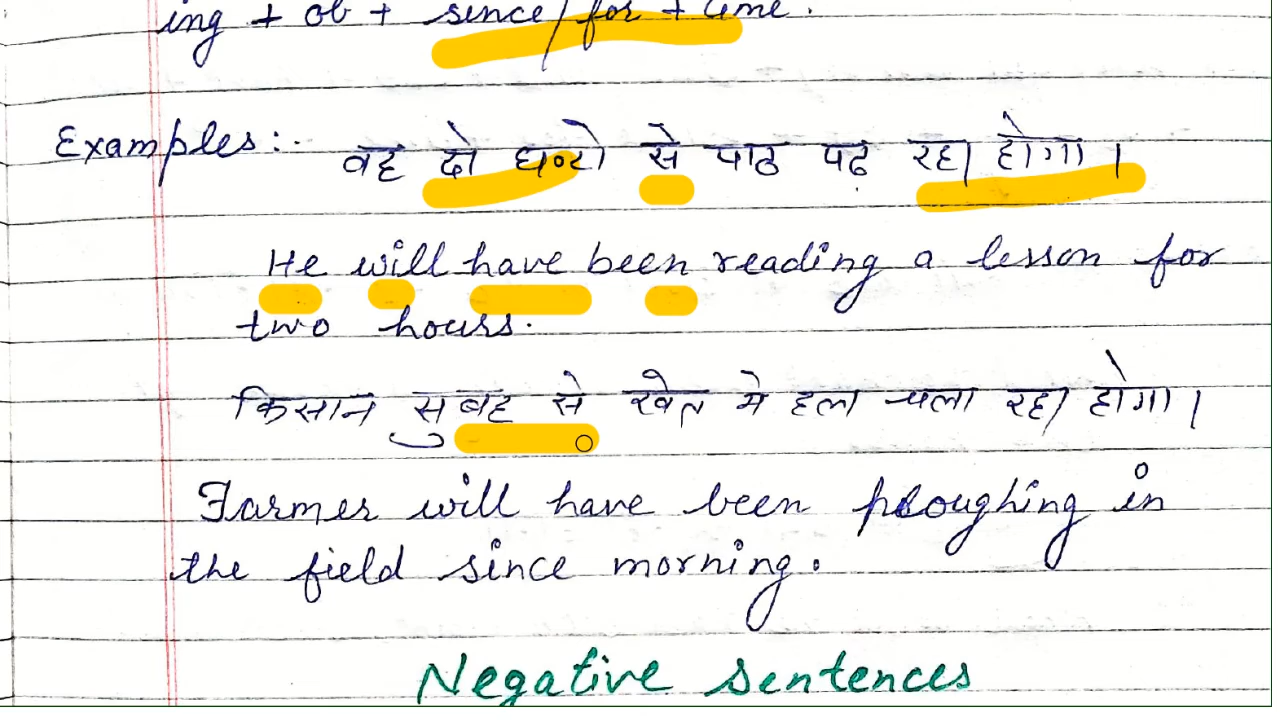 ing + ob + since/for + time.
Examples:- वह दो घन्टो से पाठ पढ़ रहा होगा।
He will have been reading a lesson for
two hours.
किसान सुबह से खेत मे हल चला रहा होगा।
Farmer will have been ploughing in
the field since morning.
Negative sentences